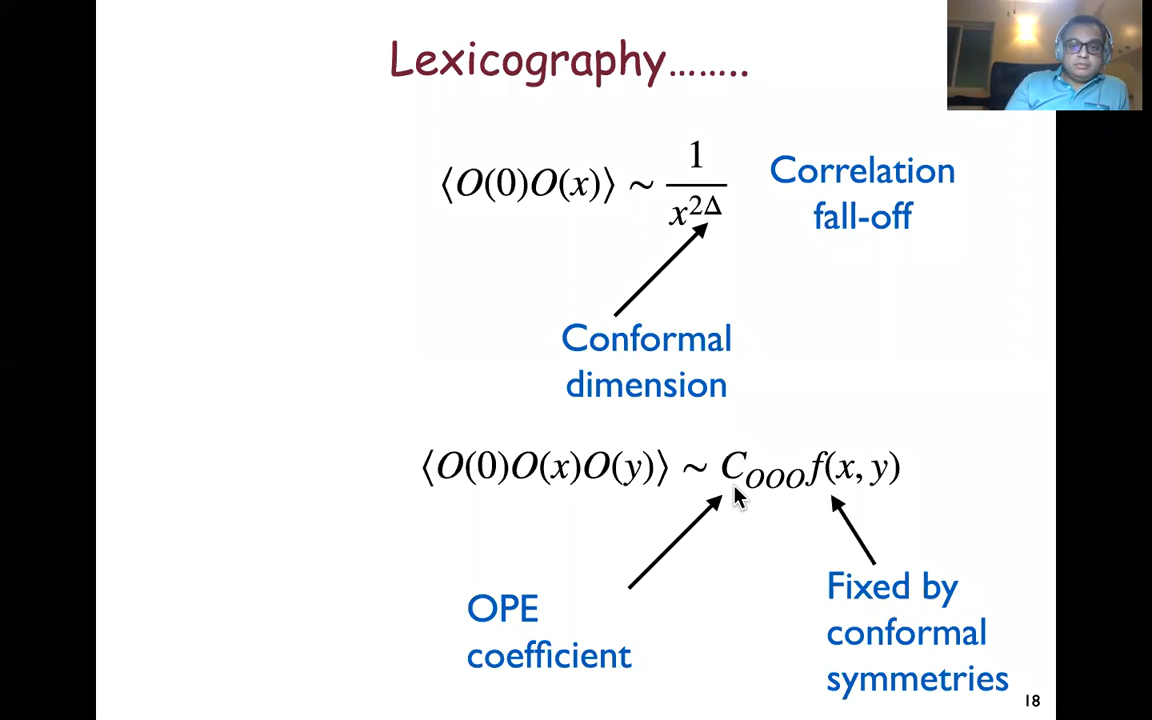 Lexicography........
⟨O(0)O(x)⟩ ~ 1/x^{2Δ}
Correlation
fall-off
Conformal
dimension
⟨O(0)O(x)O(y)⟩ ~ C_{OOO} f(x, y)
OPE
coefficient
Fixed by
conformal
symmetries
18